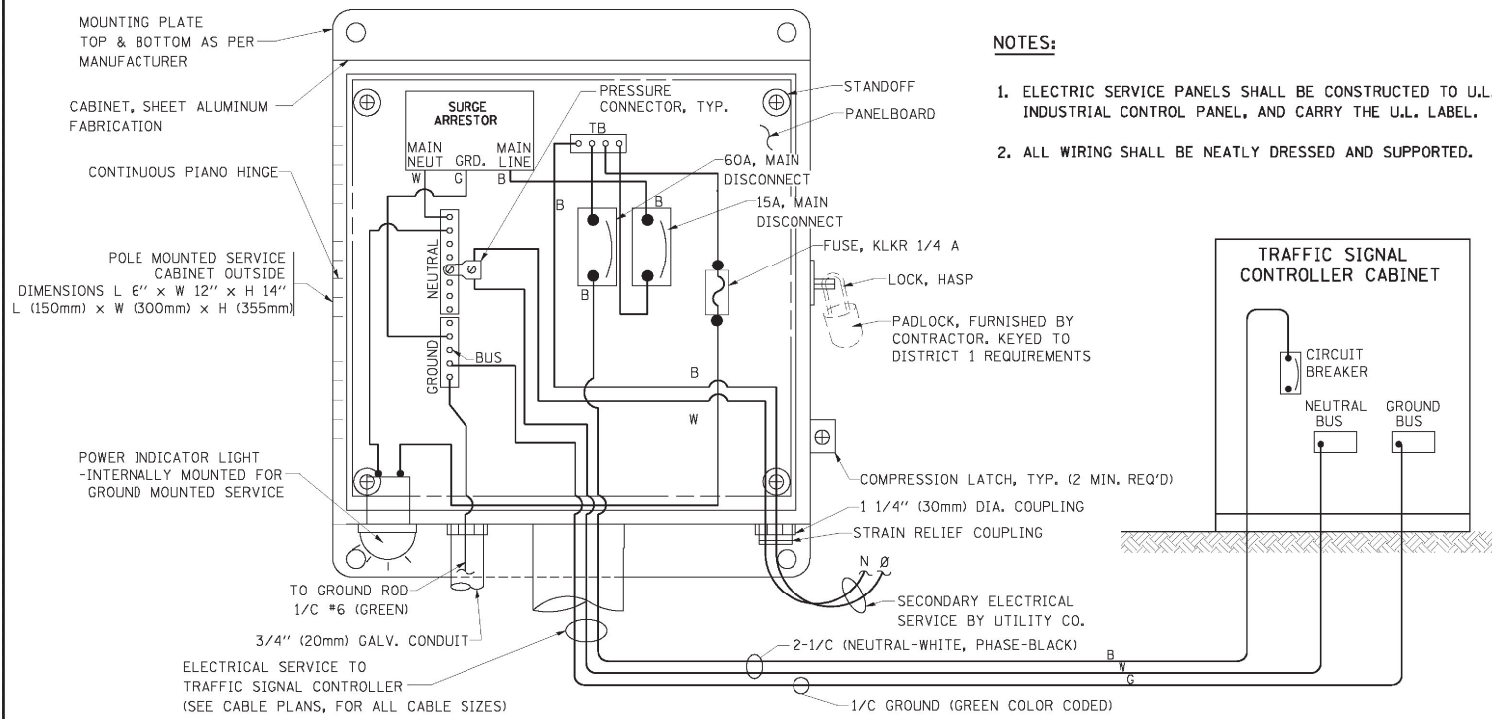 MOUNTING PLATE
TOP & BOTTOM AS PER
MANUFACTURER
CABINET, SHEET ALUMINUM
FABRICATION
CONTINUOUS PIANO HINGE
POLE MOUNTED SERVICE
CABINET OUTSIDE
DIMENSIONS L 6" x W 12" x H 14"
L (150mm) x W (300mm) x H (355mm)
POWER INDICATOR LIGHT
-INTERNALLY MOUNTED FOR
GROUND MOUNTED SERVICE
TO GROUND ROD
1/C #6 (GREEN)
3/4" (20mm) GALV. CONDUIT
ELECTRICAL SERVICE TO
TRAFFIC SIGNAL CONTROLLER
(SEE CABLE PLANS, FOR ALL CABLE SIZES)
SURGE
ARRESTOR
MAIN
NEUT
GRD.
MAIN
LINE
W
G
B
PRESSURE
CONNECTOR, TYP.
TB
NEUTRAL
GROUND
BUS
B
B
B
B
W
STANDOFF
PANELBOARD
60A, MAIN
DISCONNECT
15A, MAIN
DISCONNECT
FUSE, KLKR 1/4 A
LOCK, HASP
PADLOCK, FURNISHED BY
CONTRACTOR. KEYED TO
DISTRICT 1 REQUIREMENTS
COMPRESSION LATCH, TYP. (2 MIN. REQ'D)
1 1/4" (30mm) DIA. COUPLING
STRAIN RELIEF COUPLING
N Ø
SECONDARY ELECTRICAL
SERVICE BY UTILITY CO.
2-1/C (NEUTRAL-WHITE, PHASE-BLACK)
B
W
G
1/C GROUND (GREEN COLOR CODED)
NOTES:
1. ELECTRIC SERVICE PANELS SHALL BE CONSTRUCTED TO U.L.
INDUSTRIAL CONTROL PANEL, AND CARRY THE U.L. LABEL.
2. ALL WIRING SHALL BE NEATLY DRESSED AND SUPPORTED.
TRAFFIC SIGNAL
CONTROLLER CABINET
CIRCUIT
BREAKER
NEUTRAL
BUS
GROUND
BUS